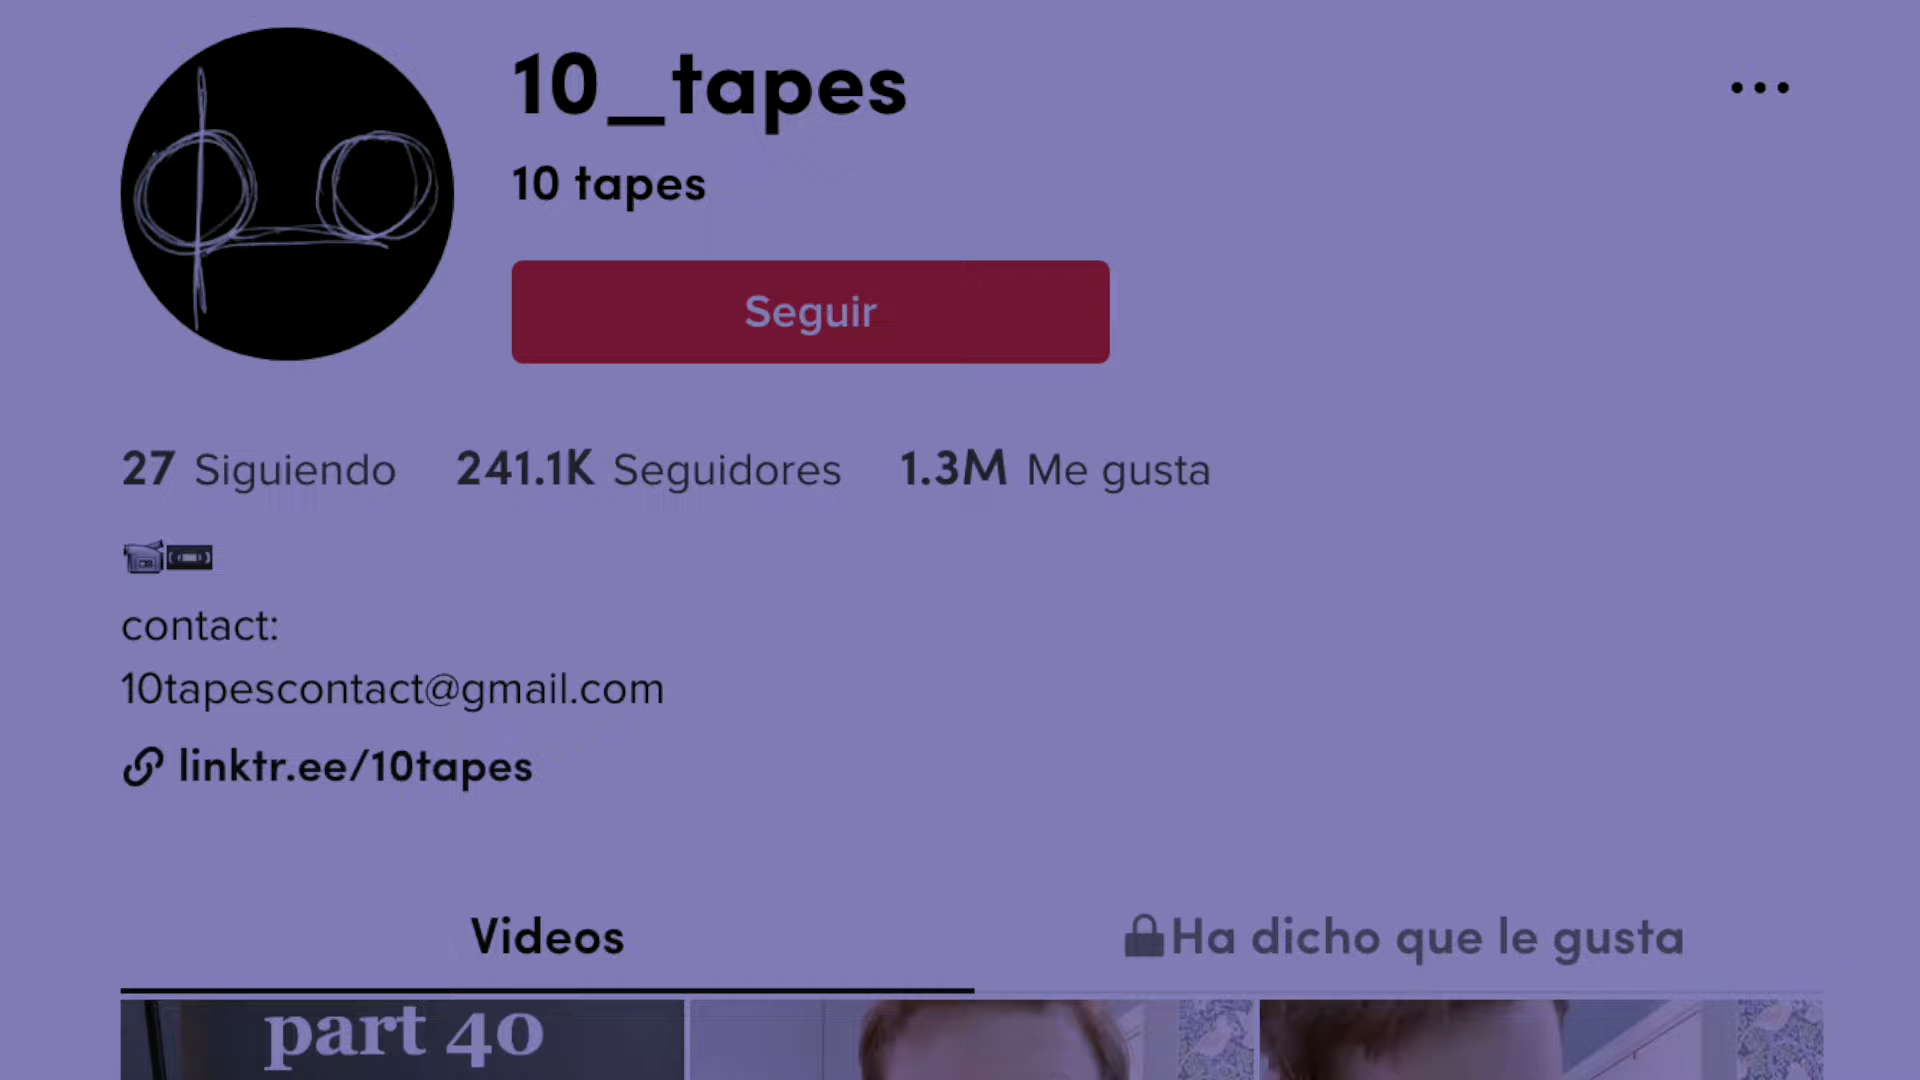 10_tapes
10 tapes
Seguir
27 Siguiendo 241.1K Seguidores 1.3M Me gusta
contact:
10tapescontact@gmail.com
linktr.ee/10tapes
Videos Ha dicho que le gusta
part 40